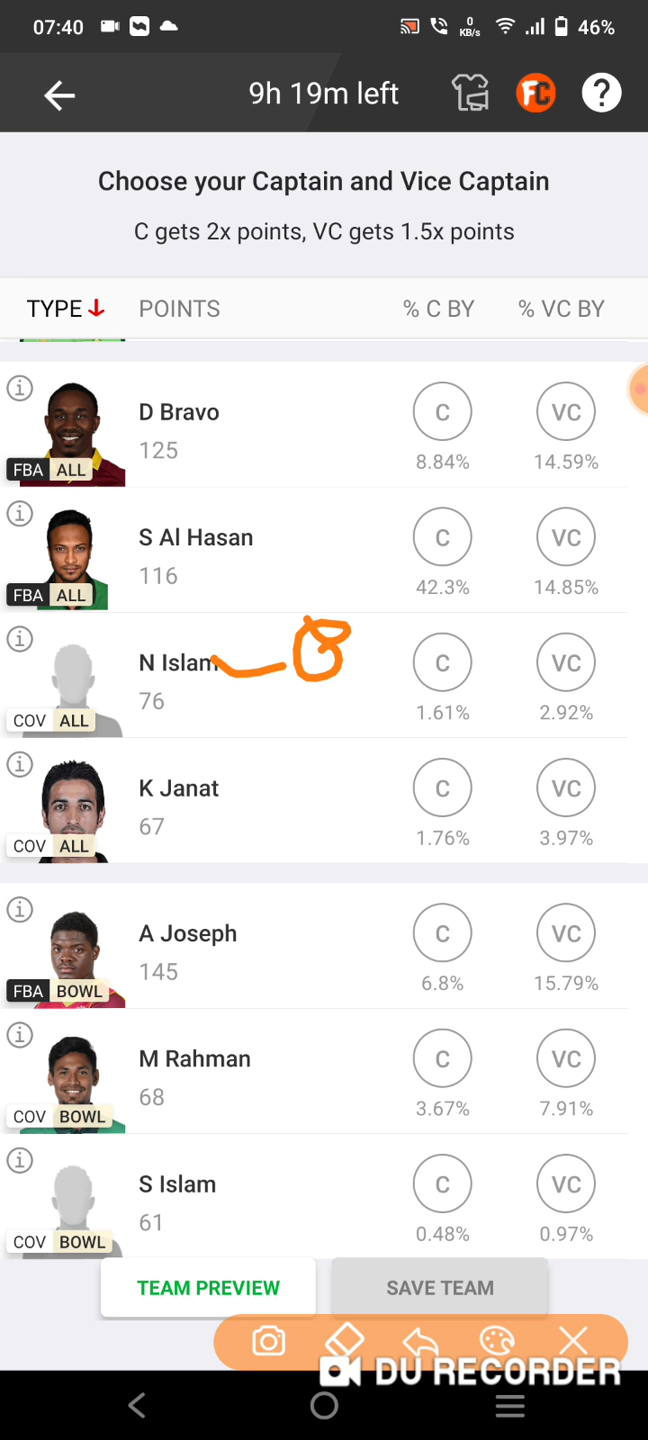 07:40 0 KB/s 46%
9h 19m left FC ?
Choose your Captain and Vice Captain
C gets 2x points, VC gets 1.5x points
TYPE POINTS % C BY % VC BY
D Bravo C VC
125 8.84% 14.59%
FBA ALL
S Al Hasan C VC
116 42.3% 14.85%
FBA ALL
N Islam C VC
76 1.61% 2.92%
COV ALL
K Janat C VC
67 1.76% 3.97%
COV ALL
A Joseph C VC
145 6.8% 15.79%
FBA BOWL
M Rahman C VC
68 3.67% 7.91%
COV BOWL
S Islam C VC
61 0.48% 0.97%
COV BOWL
TEAM PREVIEW SAVE TEAM
DU RECORDER